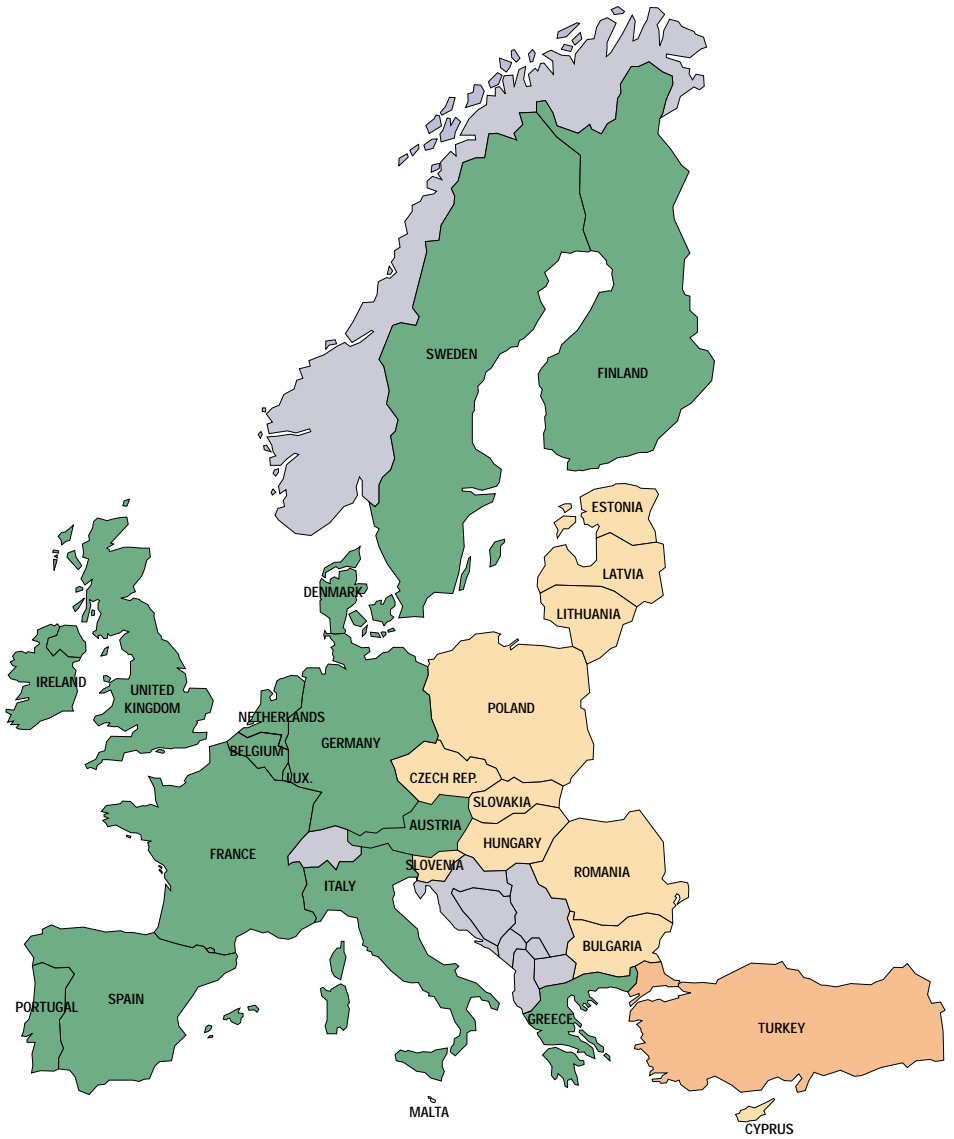 SWEDEN
FINLAND
ESTONIA
LATVIA
DENMARK
LITHUANIA
IRELAND
UNITED
KINGDOM
POLAND
NETHERLANDS
GERMANY
BELGIUM
LUX.
CZECH REP.
SLOVAKIA
AUSTRIA
HUNGARY
FRANCE
SLOVENIA
ROMANIA
ITALY
BULGARIA
SPAIN
PORTUGAL
GREECE
TURKEY
MALTA
CYPRUS